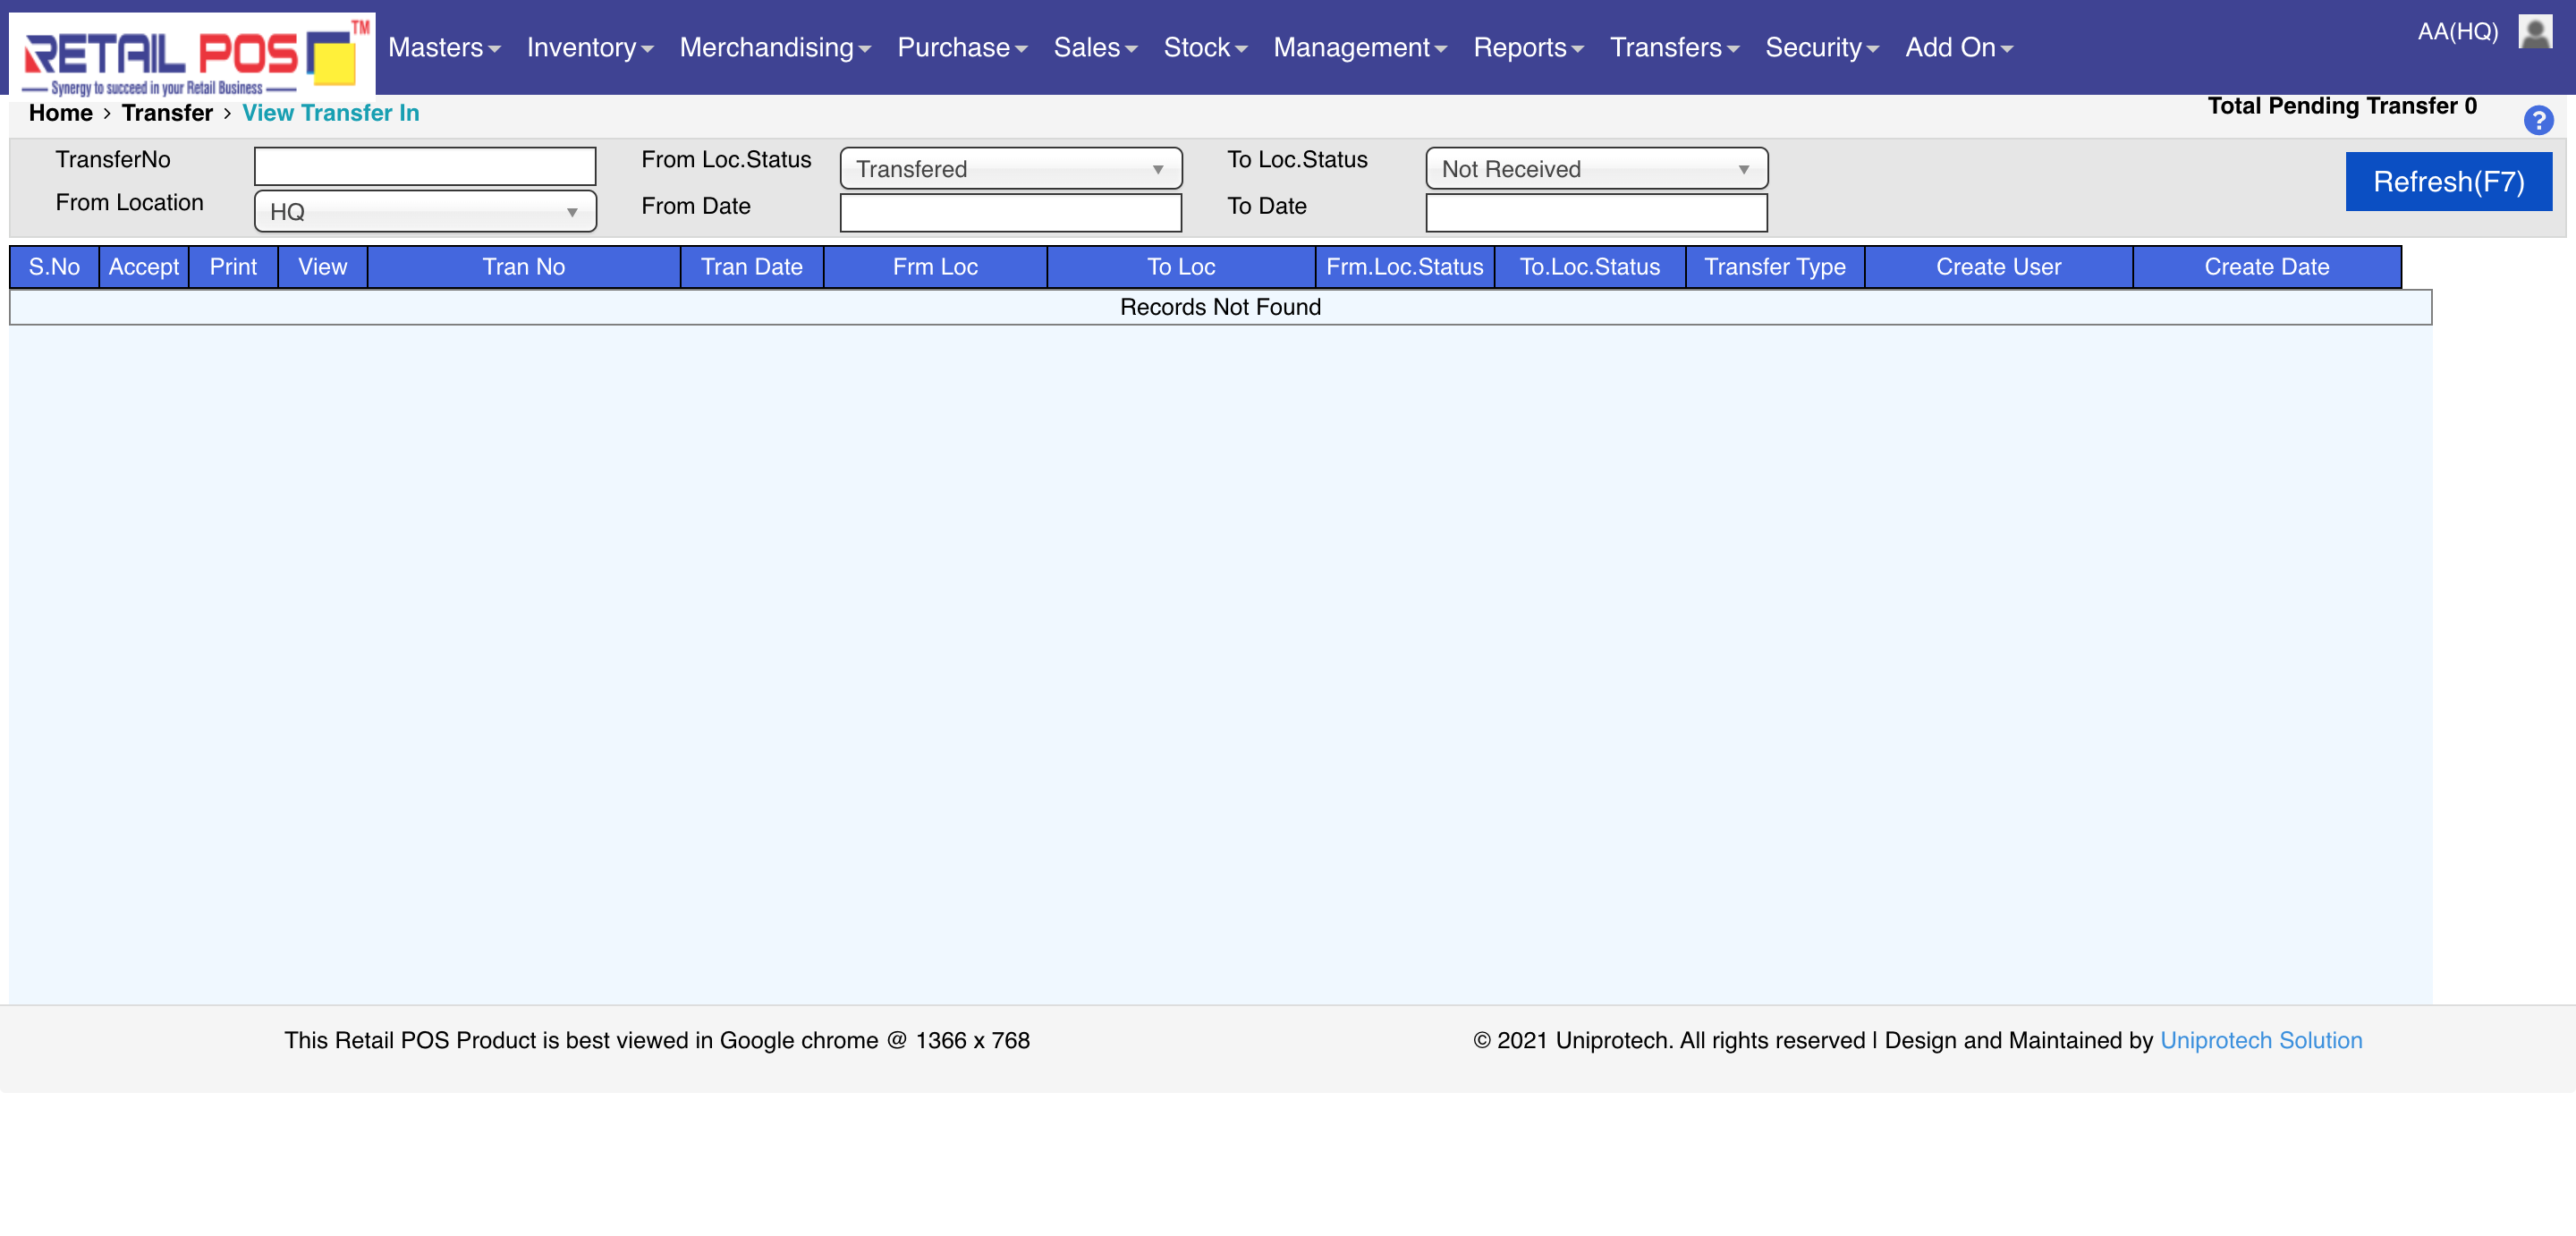 RETAIL POS TM
Synergy to succeed in your Retail Business
Masters Inventory Merchandising Purchase Sales Stock Management Reports Transfers Security Add On
AA(HQ)
Home > Transfer > View Transfer In
Total Pending Transfer 0
?
TransferNo From Loc.Status Transfered To Loc.Status Not Received
Refresh(F7)
From Location HQ From Date To Date
S.No Accept Print View Tran No Tran Date Frm Loc To Loc Frm.Loc.Status To.Loc.Status Transfer Type Create User Create Date
Records Not Found
This Retail POS Product is best viewed in Google chrome @ 1366 x 768
© 2021 Uniprotech. All rights reserved | Design and Maintained by Uniprotech Solution